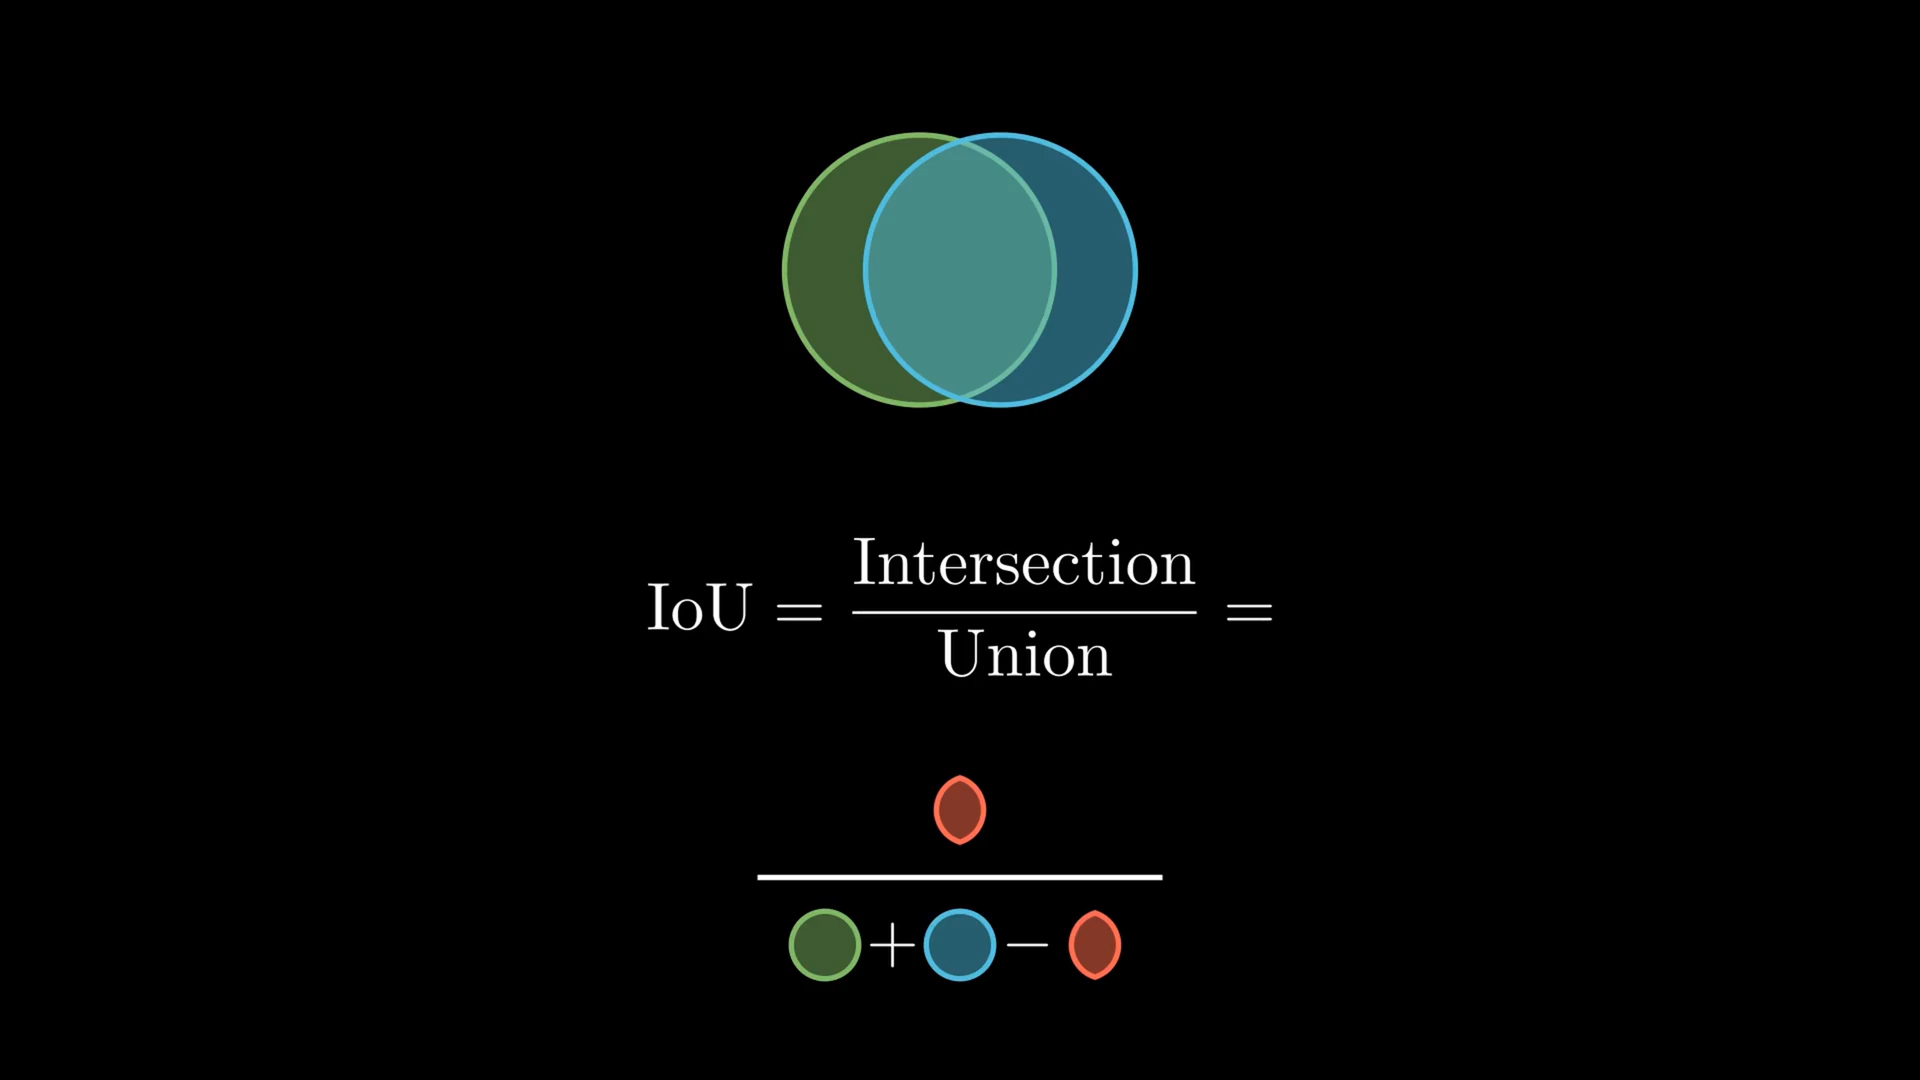 IoU = Intersection / Union =
+ −